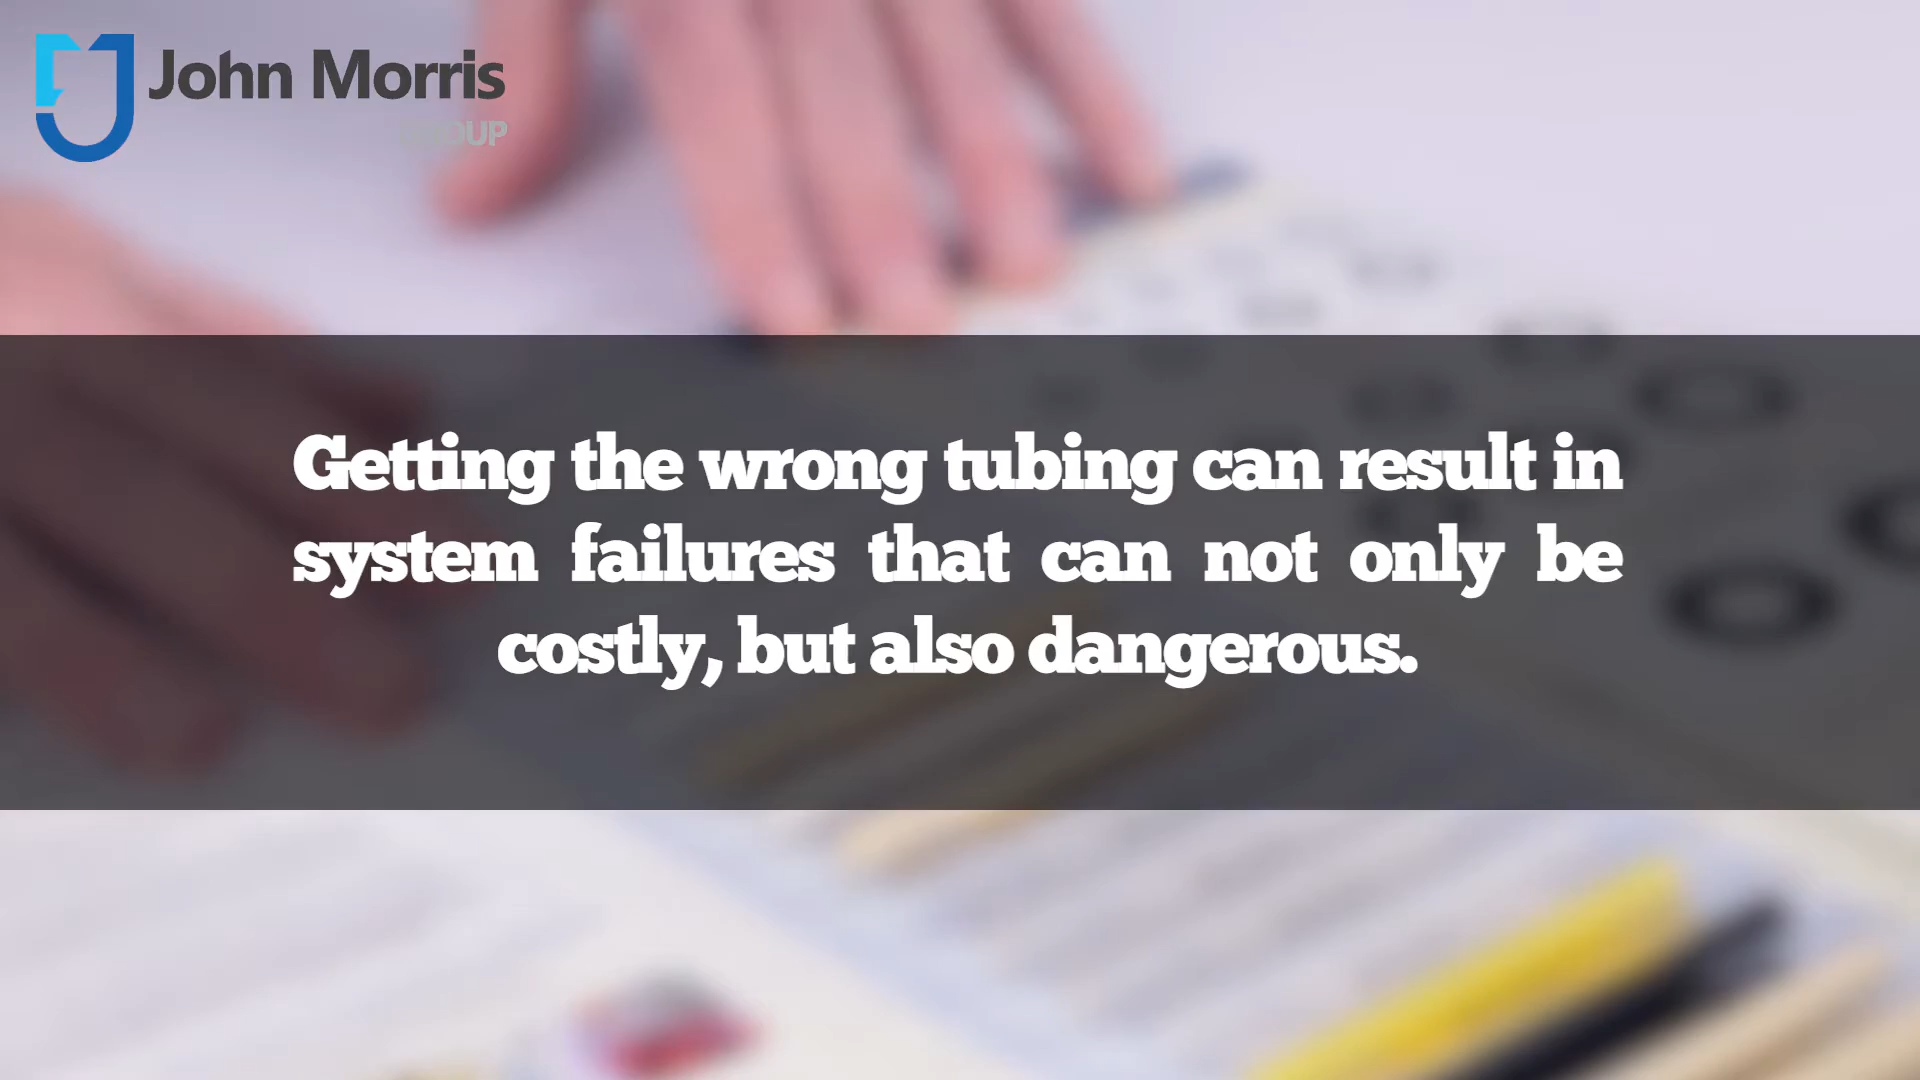 John Morris
GROUP
Getting the wrong tubing can result in
system failures that can not only be
costly, but also dangerous.